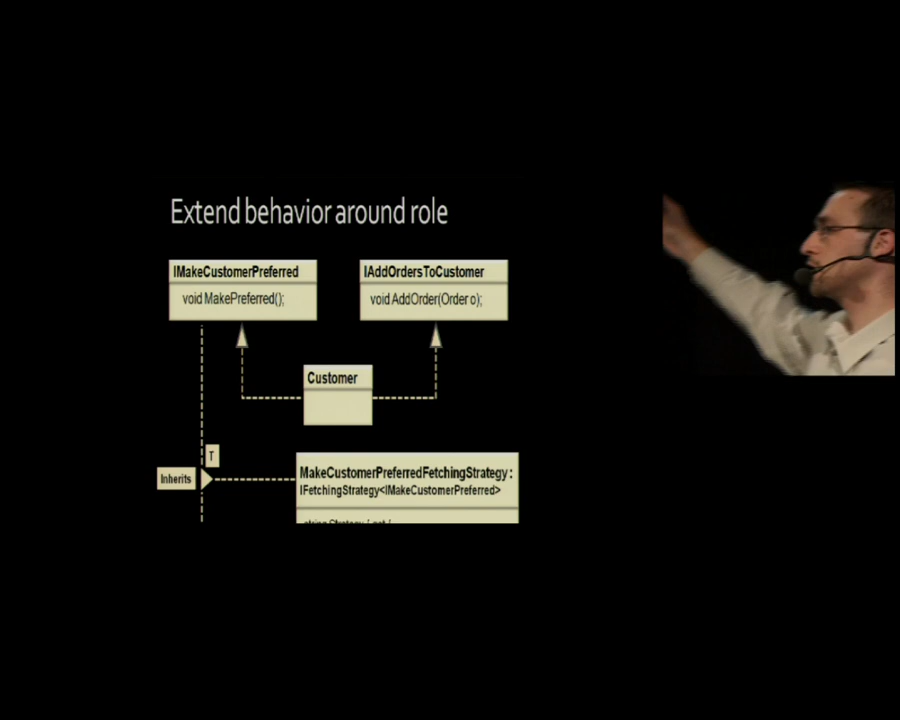 Extend behavior around role
IMakeCustomerPreferred
void MakePreferred();
IAddOrdersToCustomer
void AddOrder(Order o);
Customer
T
Inherits
MakeCustomerPreferredFetchingStrategy :
IFetchingStrategy<IMakeCustomerPreferred>